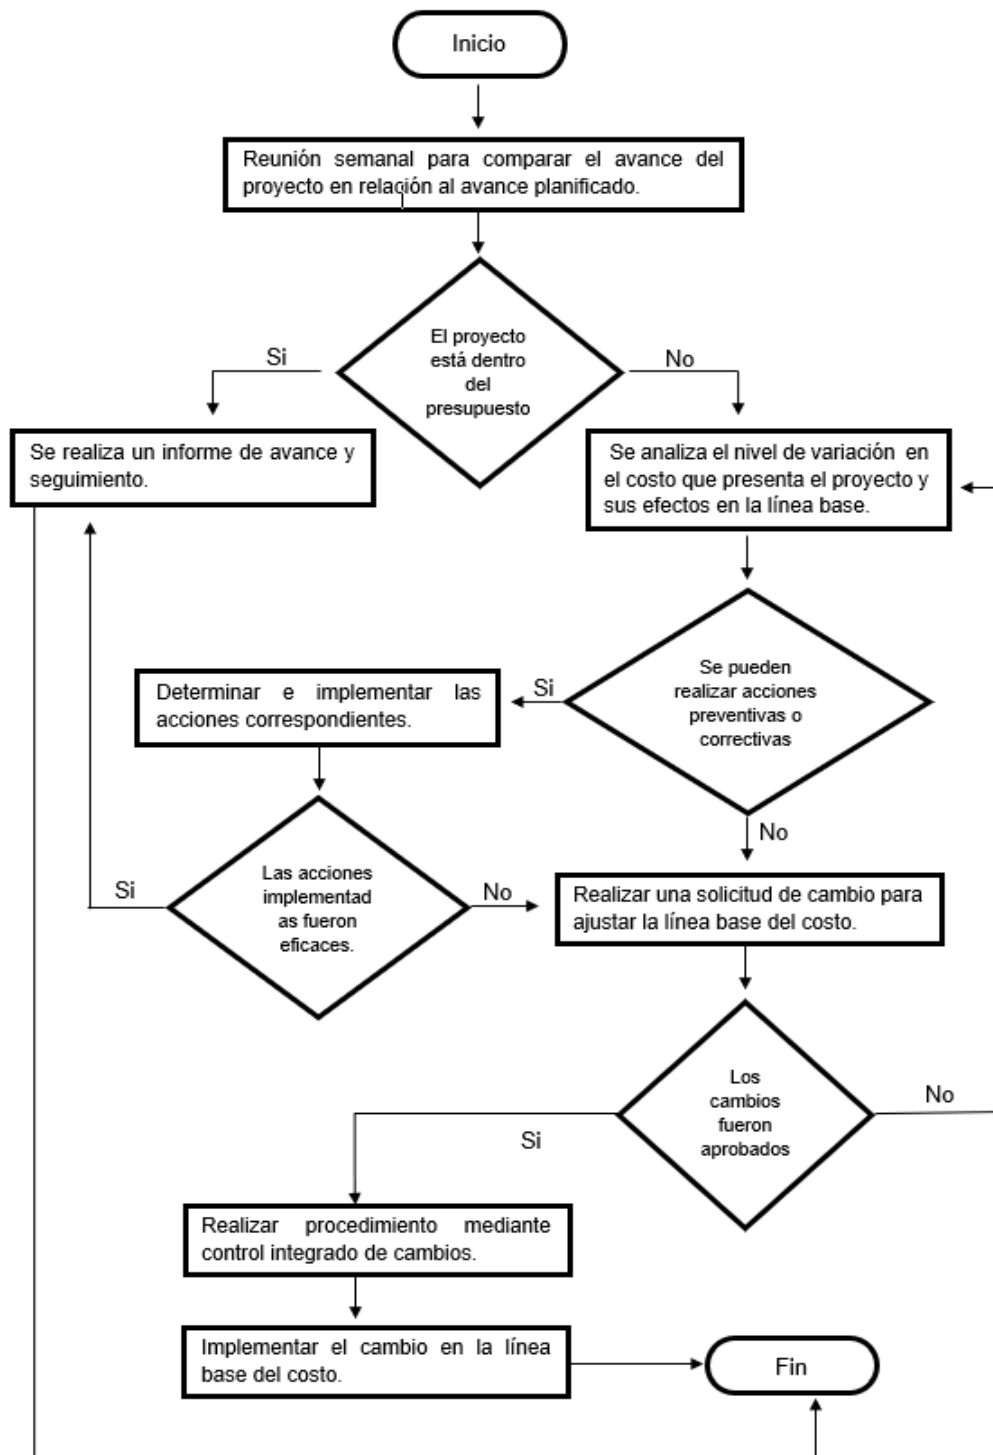 Inicio
Reunión semanal para comparar el avance del
proyecto en relación al avance planificado.
El proyecto
está dentro
del
presupuesto
Si
No
Se realiza un informe de avance y
seguimiento.
Se analiza el nivel de variación en
el costo que presenta el proyecto y
sus efectos en la línea base.
Se pueden
realizar acciones
preventivas o
correctivas
Si
Determinar e implementar las
acciones correspondientes.
No
Las acciones
implementad
as fueron
eficaces.
Si
No
Realizar una solicitud de cambio para
ajustar la línea base del costo.
Los
cambios
fueron
aprobados
No
Si
Realizar procedimiento mediante
control integrado de cambios.
Implementar el cambio en la línea
base del costo.
Fin